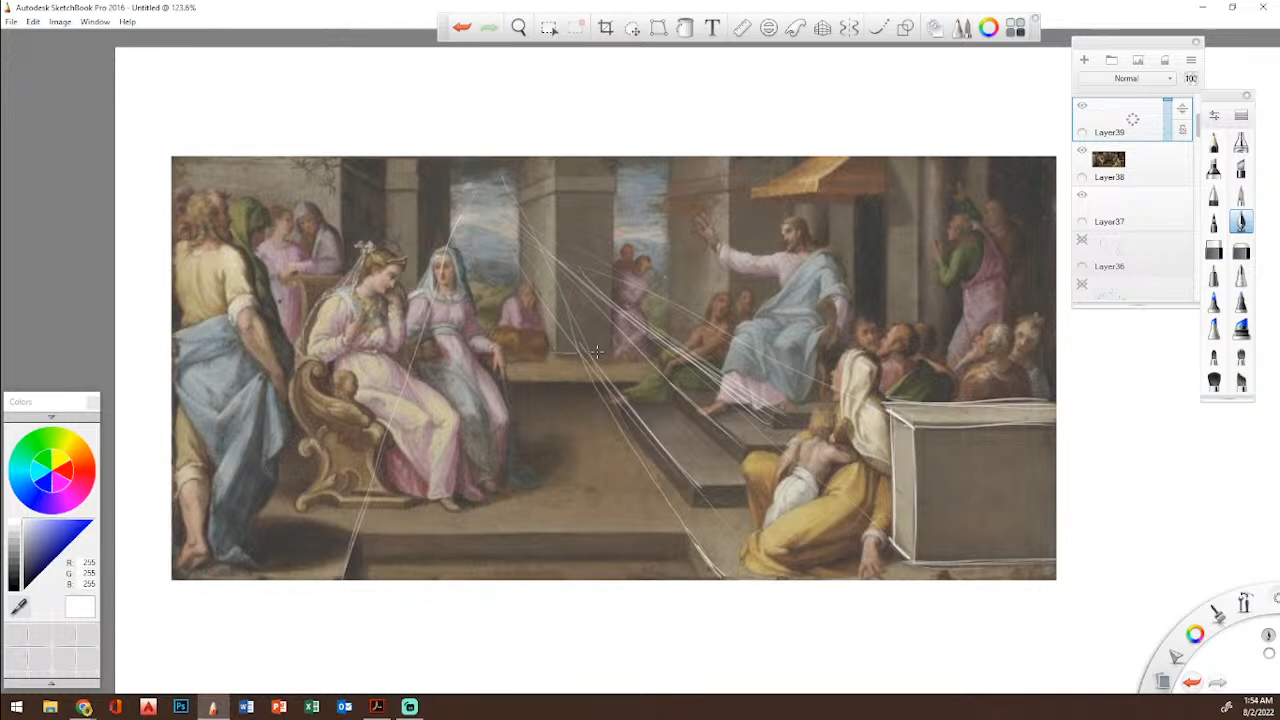 Autodesk SketchBook Pro 2016 - Untitled @ 123.6%
File Edit Image Window Help
T
Normal
100
Layer39
Layer38
Layer37
Layer36
Colors
R: 255
G: 255
B: 255
Ps
1:54 AM
8/2/2022